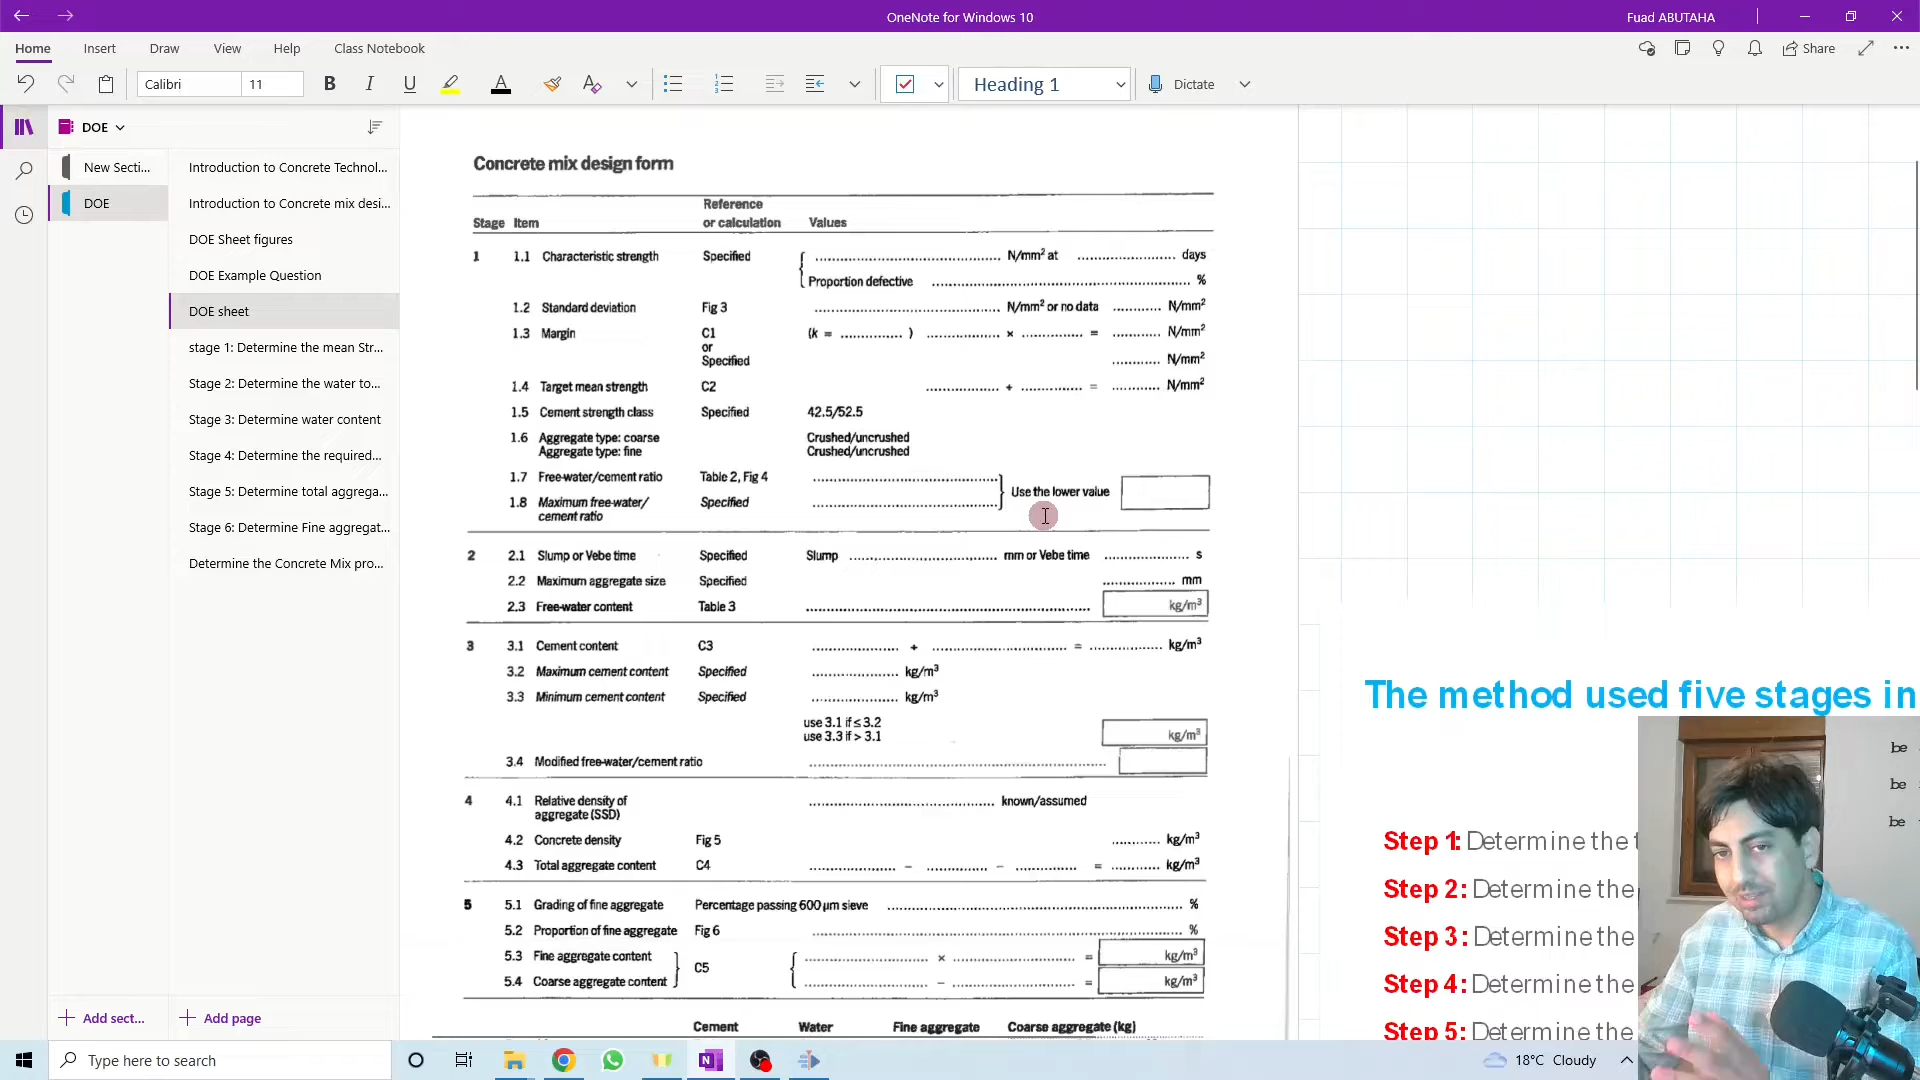 OneNote for Windows 10
Fuad ABUTAHA
Home Insert Draw View Help Class Notebook
Share
Calibri 11 B I U A Heading 1 Dictate
DOE
New Secti...
DOE
Introduction to Concrete Technol...
Introduction to Concrete mix desi...
DOE Sheet figures
DOE Example Question
DOE sheet
stage 1: Determine the mean Str...
Stage 2: Determine the water to...
Stage 3: Determine water content
Stage 4: Determine the required...
Stage 5: Determine total aggrega...
Stage 6: Determine Fine aggregat...
Determine the Concrete Mix pro...
Add sect...
Add page
Concrete mix design form
Reference
Stage Item or calculation Values
1 1.1 Characteristic strength Specified { .......... N/mm² at .......... days
Proportion defective .......... %
1.2 Standard deviation Fig 3 .......... N/mm² or no data .......... N/mm²
1.3 Margin C1 (k = .......... ) .......... × .......... = .......... N/mm²
or
Specified .......... N/mm²
1.4 Target mean strength C2 .......... + .......... = .......... N/mm²
1.5 Cement strength class Specified 42.5/52.5
1.6 Aggregate type: coarse Crushed/uncrushed
Aggregate type: fine Crushed/uncrushed
1.7 Free-water/cement ratio Table 2, Fig 4 ..........
} Use the lower value
1.8 Maximum free-water/ Specified ..........
cement ratio
2 2.1 Slump or Vebe time Specified Slump .......... mm or Vebe time .......... s
2.2 Maximum aggregate size Specified .......... mm
2.3 Free-water content Table 3 .......... kg/m³
3 3.1 Cement content C3 .......... + .......... = .......... kg/m³
3.2 Maximum cement content Specified .......... kg/m³
3.3 Minimum cement content Specified .......... kg/m³
use 3.1 if ≤ 3.2
use 3.3 if > 3.1 kg/m³
3.4 Modified free-water/cement ratio ..........
4 4.1 Relative density of .......... known/assumed
aggregate (SSD)
4.2 Concrete density Fig 5 .......... kg/m³
4.3 Total aggregate content C4 .......... – .......... – .......... = .......... kg/m³
5 5.1 Grading of fine aggregate Percentage passing 600 µm sieve .......... %
5.2 Proportion of fine aggregate Fig 6 .......... %
5.3 Fine aggregate content } C5 { .......... × .......... = kg/m³
5.4 Coarse aggregate content .......... – .......... = kg/m³
Cement Water Fine aggregate Coarse aggregate (kg)
The method used five stages in
be
be
be
Step 1: Determine the t
Step 2: Determine the
Step 3: Determine the
Step 4: Determine the
Step 5: Determine the
Type here to search
18°C Cloudy